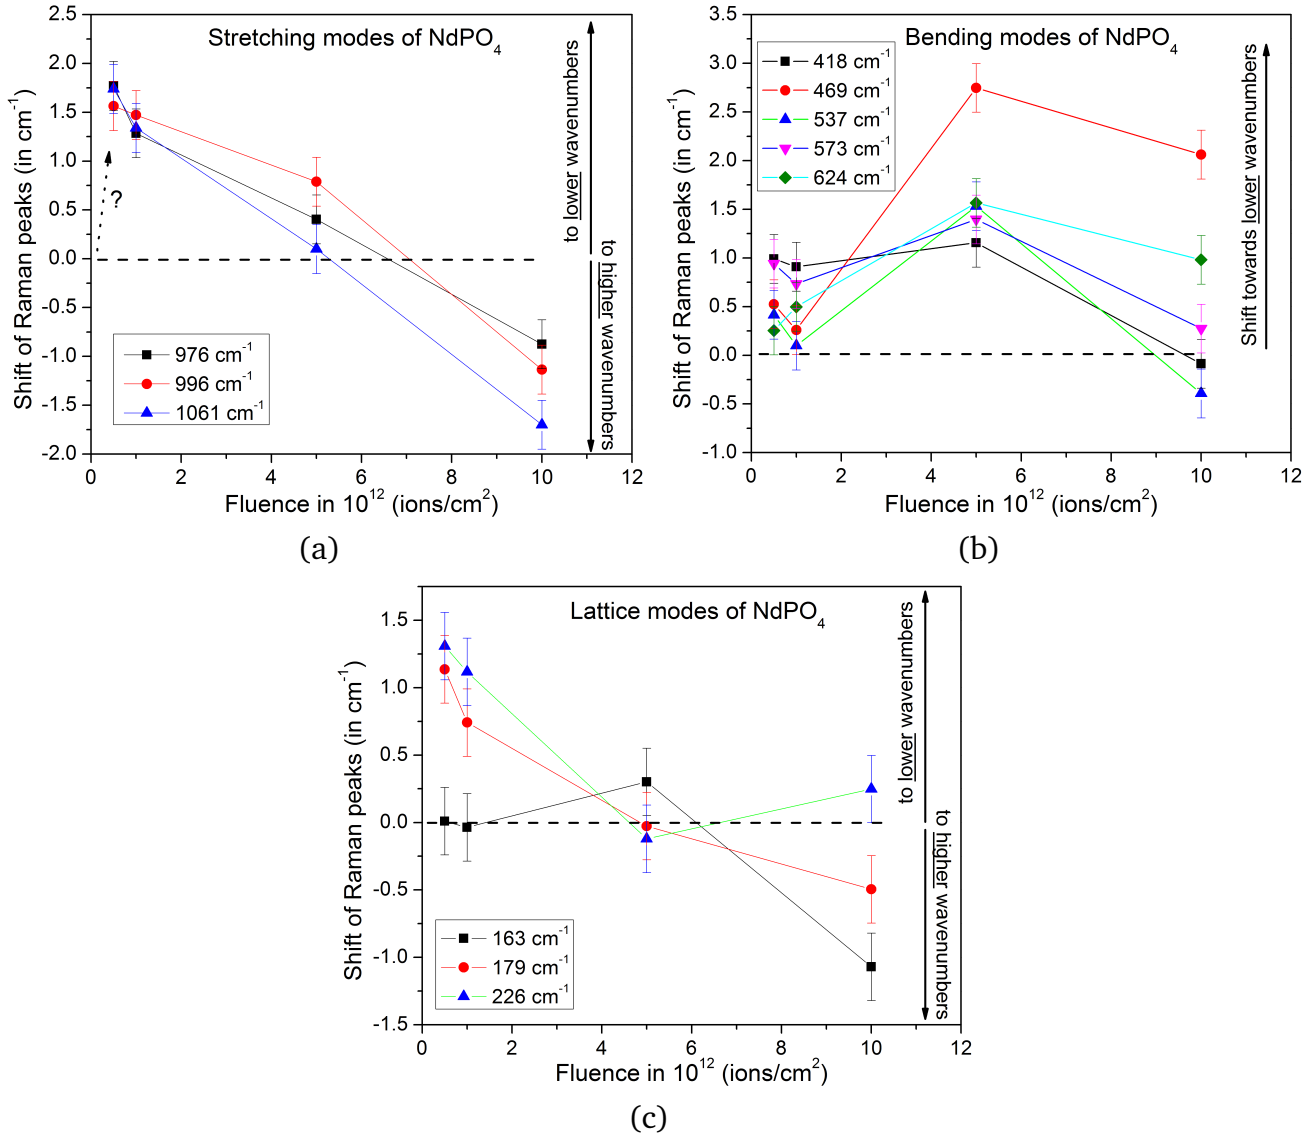 Stretching modes of NdPO4
2.5
2.0
1.5
1.0
0.5
0.0
-0.5
-1.0
-1.5
-2.0
Shift of Raman peaks (in cm-1)
?
to lower wavenumbers
to higher wavenumbers
976 cm-1
996 cm-1
1061 cm-1
0 2 4 6 8 10 12
Fluence in 10^12 (ions/cm2)
(a)
Bending modes of NdPO4
3.5
3.0
2.5
2.0
1.5
1.0
0.5
0.0
-0.5
-1.0
Shift of Raman peaks (in cm-1)
418 cm-1
469 cm-1
537 cm-1
573 cm-1
624 cm-1
Shift towards lower wavenumbers
0 2 4 6 8 10 12
Fluence in 10^12 (ions/cm2)
(b)
Lattice modes of NdPO4
1.5
1.0
0.5
0.0
-0.5
-1.0
-1.5
Shift of Raman peaks (in cm-1)
to lower wavenumbers
to higher wavenumbers
163 cm-1
179 cm-1
226 cm-1
0 2 4 6 8 10 12
Fluence in 10^12 (ions/cm2)
(c)